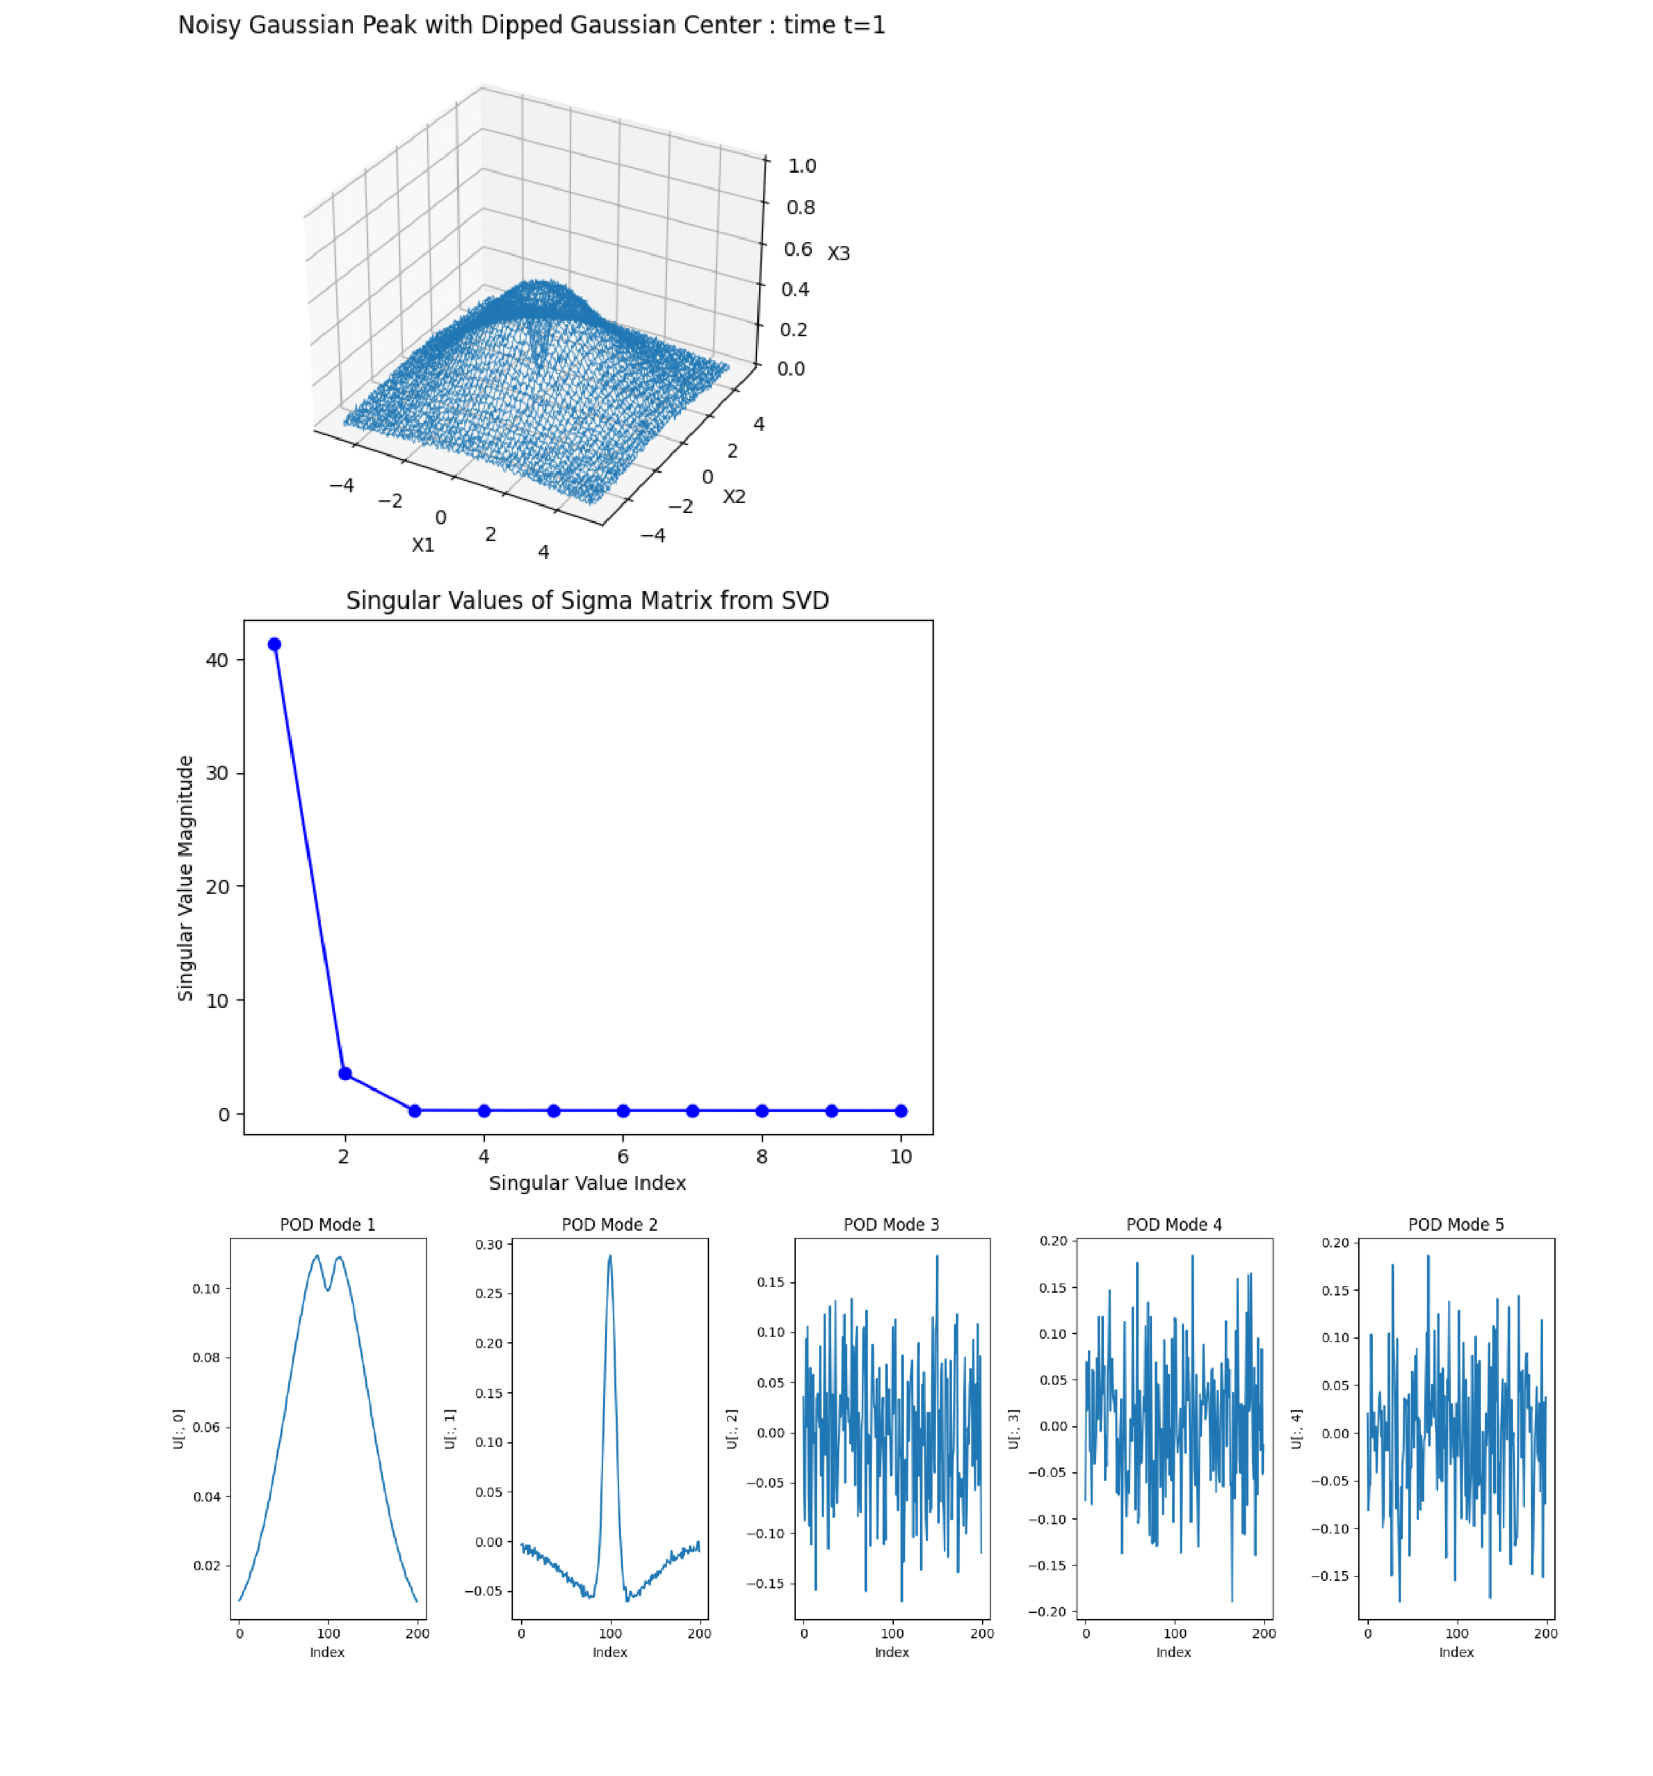 Noisy Gaussian Peak with Dipped Gaussian Center : time t=1
1.0
0.8
0.6 X3
0.4
0.2
0.0
4
2
0
−2 X2
−4
−4
−2
0
2
4
X1
Singular Values of Sigma Matrix from SVD
Singular Value Magnitude
40
30
20
10
0
2 4 6 8 10
Singular Value Index
POD Mode 1
U[:, 0]
0.10
0.08
0.06
0.04
0.02
0 100 200
Index
POD Mode 2
U[:, 1]
0.30
0.25
0.20
0.15
0.10
0.05
0.00
−0.05
0 100 200
Index
POD Mode 3
U[:, 2]
0.15
0.10
0.05
0.00
−0.05
−0.10
−0.15
0 100 200
Index
POD Mode 4
U[:, 3]
0.20
0.15
0.10
0.05
0.00
−0.05
−0.10
−0.15
−0.20
0 100 200
Index
POD Mode 5
U[:, 4]
0.20
0.15
0.10
0.05
0.00
−0.05
−0.10
−0.15
0 100 200
Index